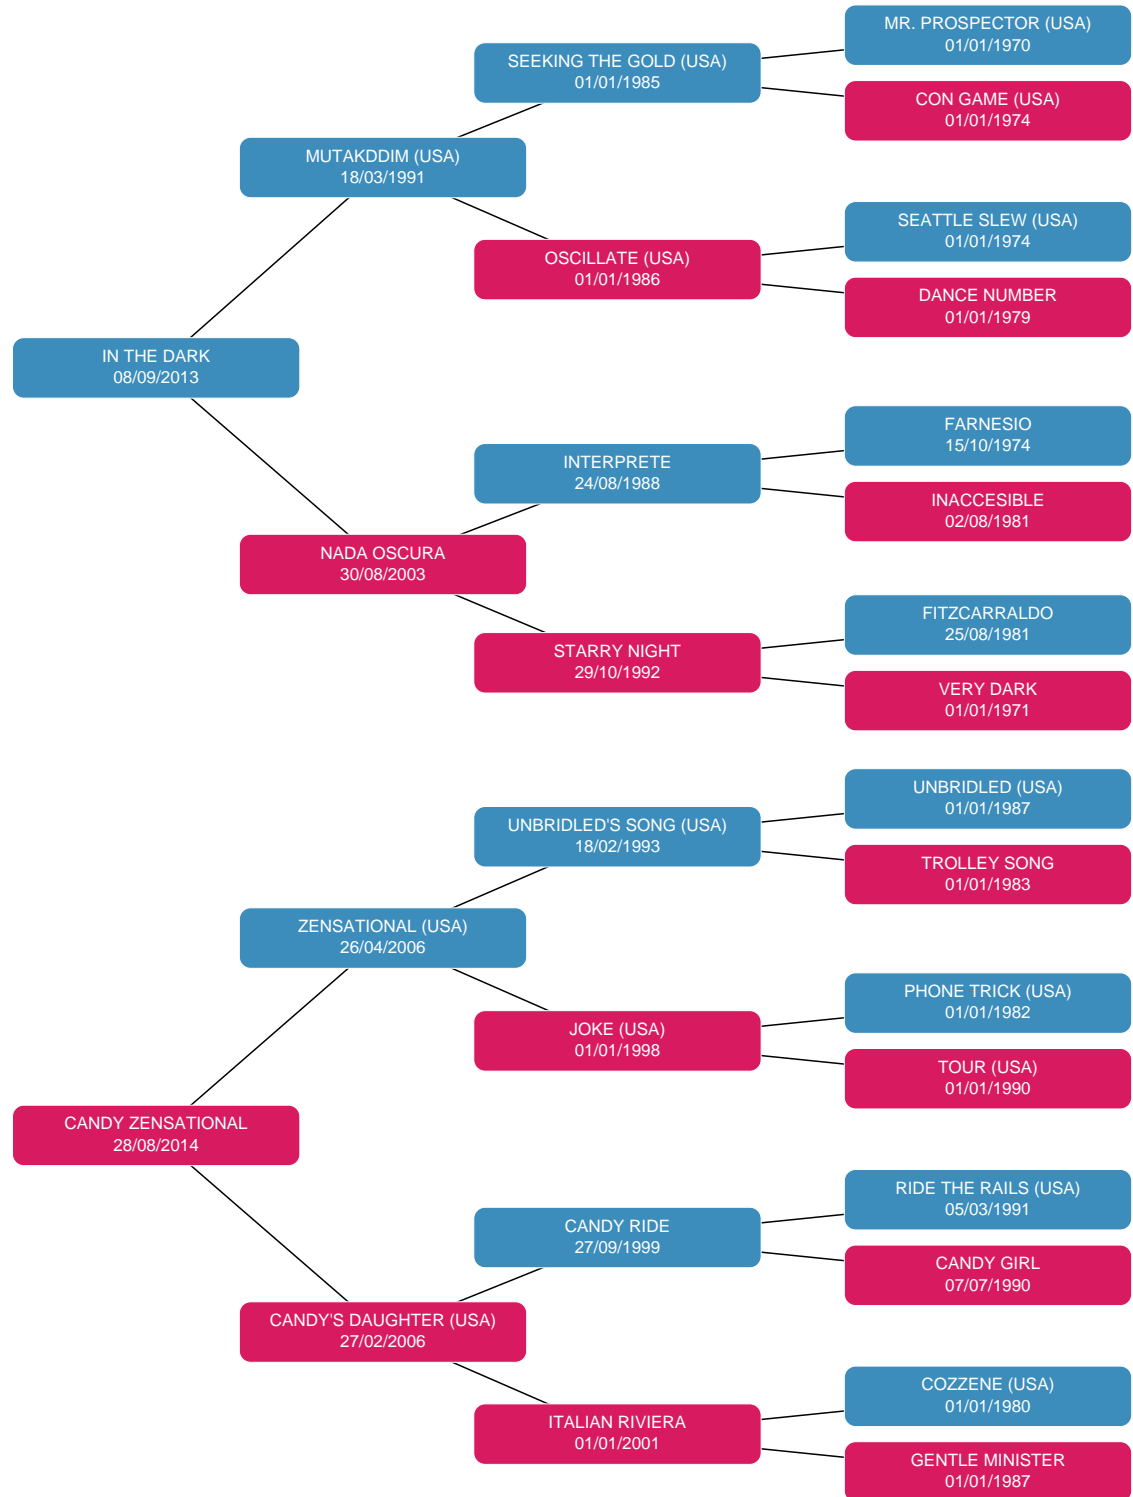 MR. PROSPECTOR (USA)
01/01/1970
SEEKING THE GOLD (USA)
01/01/1985
CON GAME (USA)
01/01/1974
MUTAKDDIM (USA)
18/03/1991
SEATTLE SLEW (USA)
01/01/1974
OSCILLATE (USA)
01/01/1986
DANCE NUMBER
01/01/1979
IN THE DARK
08/09/2013
FARNESIO
15/10/1974
INTERPRETE
24/08/1988
INACCESIBLE
02/08/1981
NADA OSCURA
30/08/2003
FITZCARRALDO
25/08/1981
STARRY NIGHT
29/10/1992
VERY DARK
01/01/1971
UNBRIDLED (USA)
01/01/1987
UNBRIDLED'S SONG (USA)
18/02/1993
TROLLEY SONG
01/01/1983
ZENSATIONAL (USA)
26/04/2006
PHONE TRICK (USA)
01/01/1982
JOKE (USA)
01/01/1998
TOUR (USA)
01/01/1990
CANDY ZENSATIONAL
28/08/2014
RIDE THE RAILS (USA)
05/03/1991
CANDY RIDE
27/09/1999
CANDY GIRL
07/07/1990
CANDY'S DAUGHTER (USA)
27/02/2006
COZZENE (USA)
01/01/1980
ITALIAN RIVIERA
01/01/2001
GENTLE MINISTER
01/01/1987